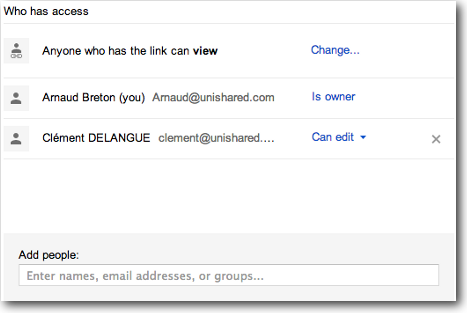 Who has access
Anyone who has the link can view Change...
Arnaud Breton (you) Arnaud@unishared.com Is owner
Clément DELANGUE clement@unishared.... Can edit
Add people:
Enter names, email addresses, or groups...